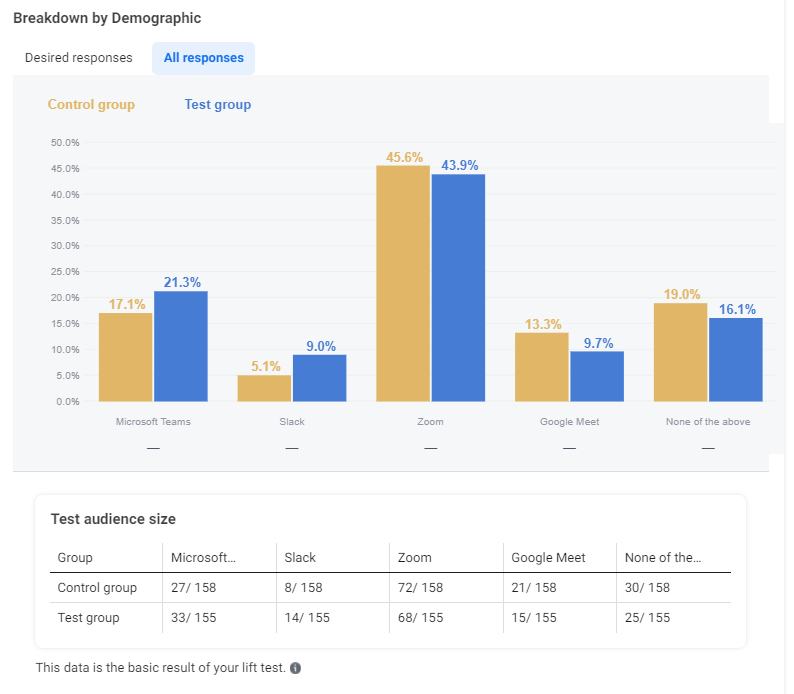 Breakdown by Demographic
Desired responses All responses
Control group Test group
50.0%
45.0%
40.0%
35.0%
30.0%
25.0%
20.0%
15.0%
10.0%
5.0%
0.0%
17.1% 21.3% 5.1% 9.0% 45.6% 43.9% 13.3% 9.7% 19.0% 16.1%
Microsoft Teams Slack Zoom Google Meet None of the above
— — — — —
Test audience size
Group Microsoft... Slack Zoom Google Meet None of the...
Control group 27/ 158 8/ 158 72/ 158 21/ 158 30/ 158
Test group 33/ 155 14/ 155 68/ 155 15/ 155 25/ 155
This data is the basic result of your lift test. i